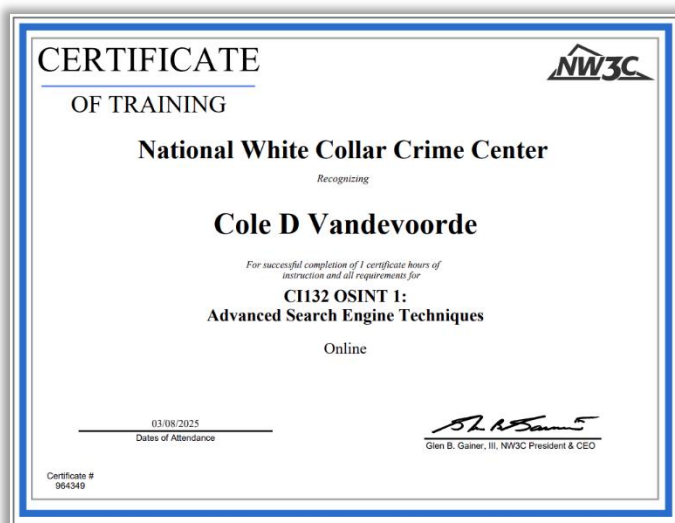 CERTIFICATE
NW3C
OF TRAINING
National White Collar Crime Center
Recognizing
Cole D Vandevoorde
For successful completion of 1 certificate hours of
instruction and all requirements for
CI132 OSINT 1:
Advanced Search Engine Techniques
Online
03/08/2025
Dates of Attendance
Glen B. Gainer, III, NW3C President & CEO
Certificate #
964349